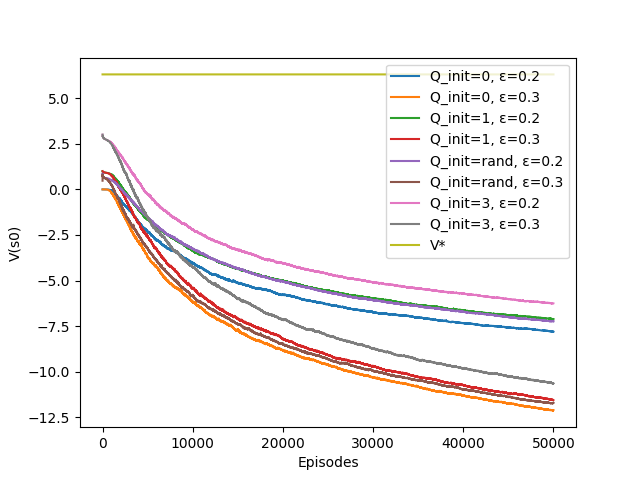 5.0
2.5
0.0
−2.5
−5.0
−7.5
−10.0
−12.5
V(s0)
Q_init=0, ε=0.2
Q_init=0, ε=0.3
Q_init=1, ε=0.2
Q_init=1, ε=0.3
Q_init=rand, ε=0.2
Q_init=rand, ε=0.3
Q_init=3, ε=0.2
Q_init=3, ε=0.3
V*
0 10000 20000 30000 40000 50000
Episodes